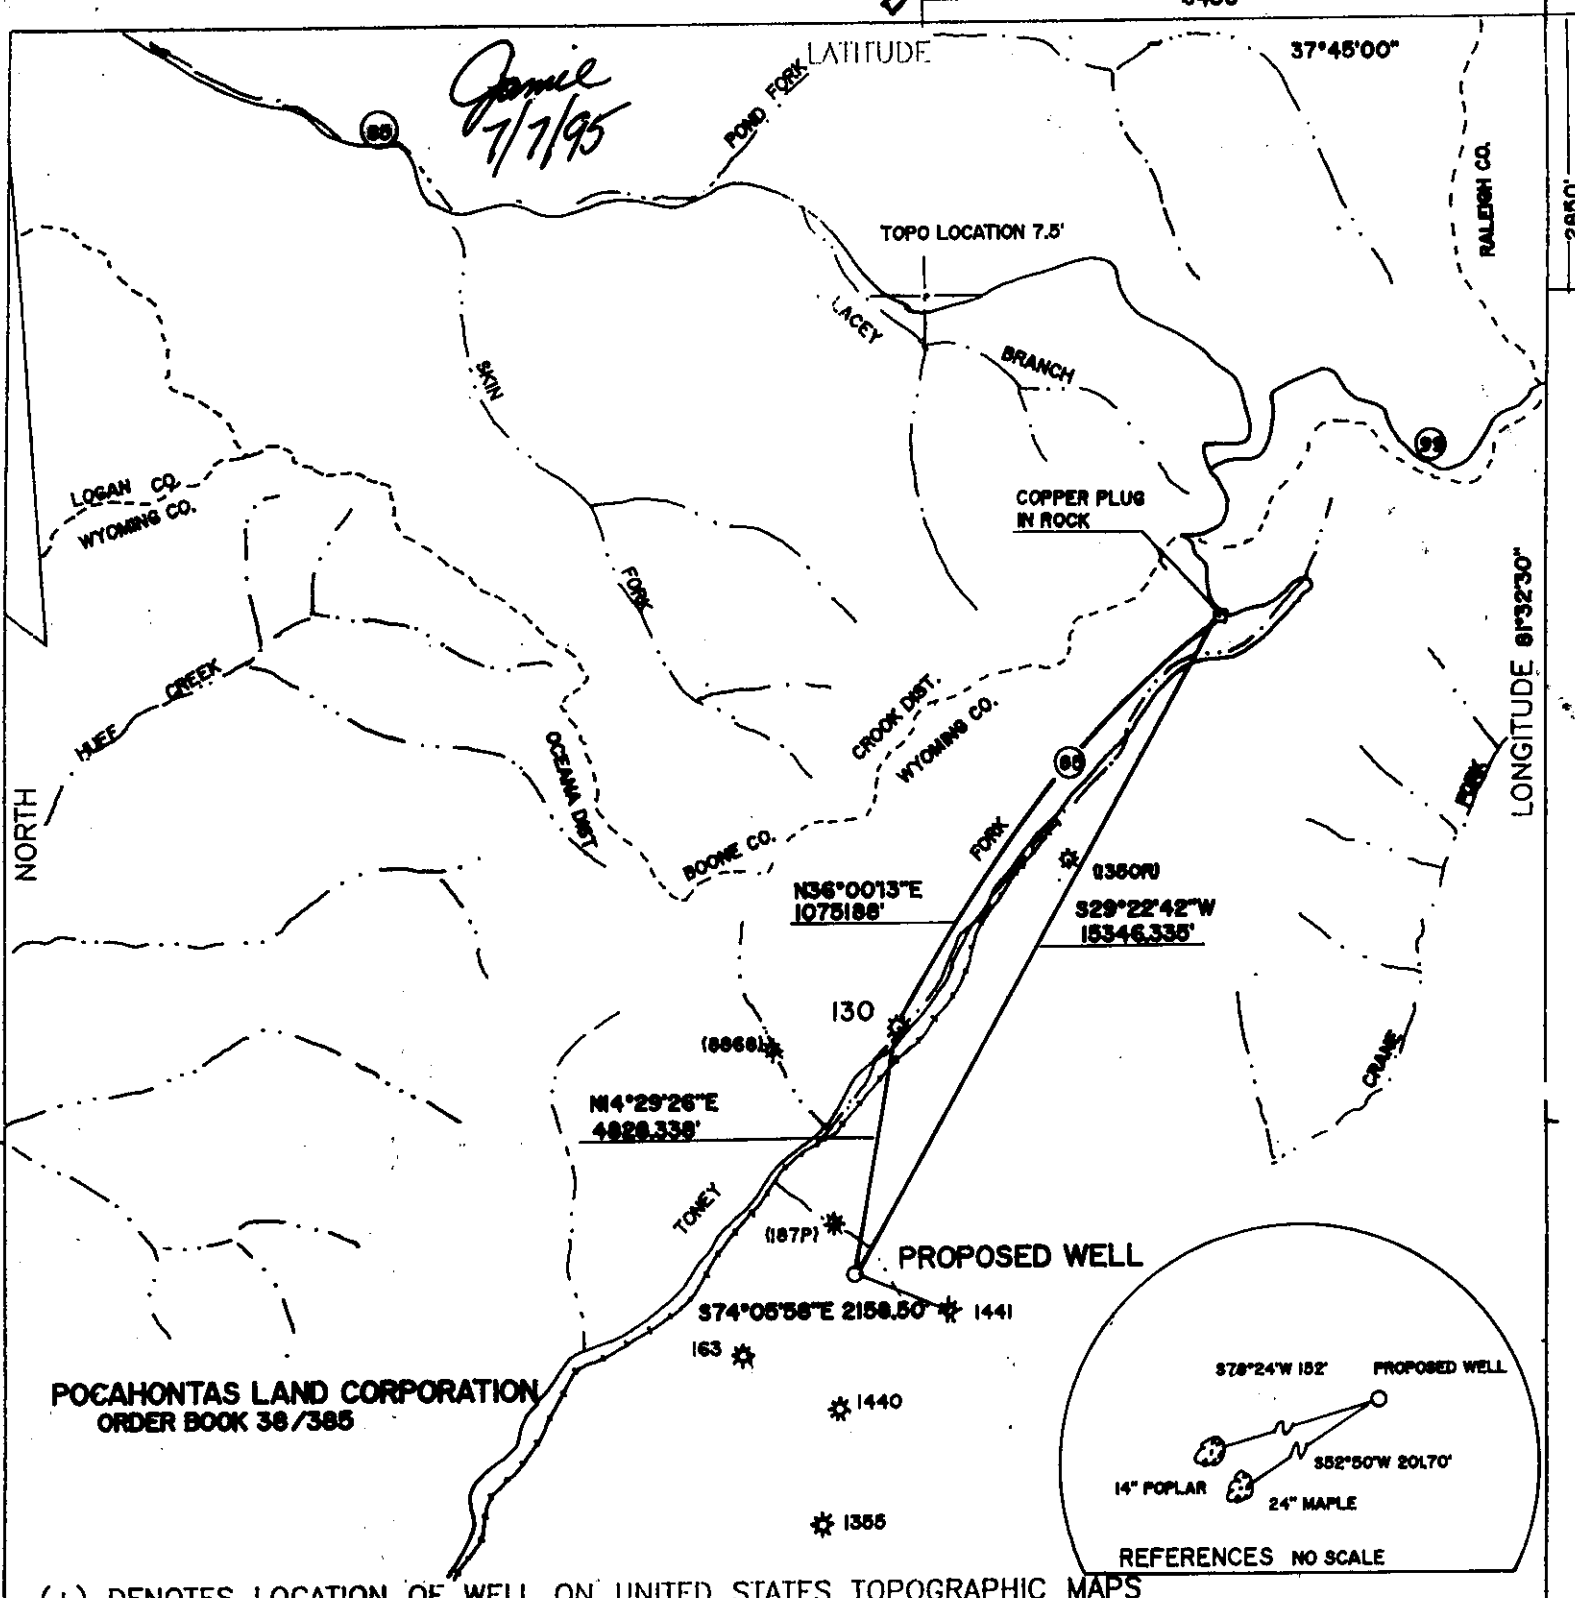 LATITUDE
37°45'00"
Jamie
7/7/95
85
POND FORK
RALEIGH CO.
2850'
TOPO LOCATION 7.5'
LACEY
BRANCH
SKIN
FORK
99
LOGAN CO.
WYOMING CO.
COPPER PLUG
IN ROCK
LONGITUDE 81°32'30"
HUFF CREEK
OCEANA DIST
CROOK DIST.
WYOMING CO.
BOONE CO.
NORTH
85
FORK
FORK
CRANE
N36°00'13"E
10751.88'
S29°22'42"W
15346.335'
130
N14°29'26"E
4828.338'
TONEY
(187P)
PROPOSED WELL
S74°05'58"E 2158.50'
1441
163
1440
1355
POCAHONTAS LAND CORPORATION
ORDER BOOK 38/385
S78°24'W 152'
PROPOSED WELL
S52°50'W 201.70'
14" POPLAR
24" MAPLE
REFERENCES NO SCALE
(+) DENOTES LOCATION OF WELL ON UNITED STATES TOPOGRAPHIC MAPS